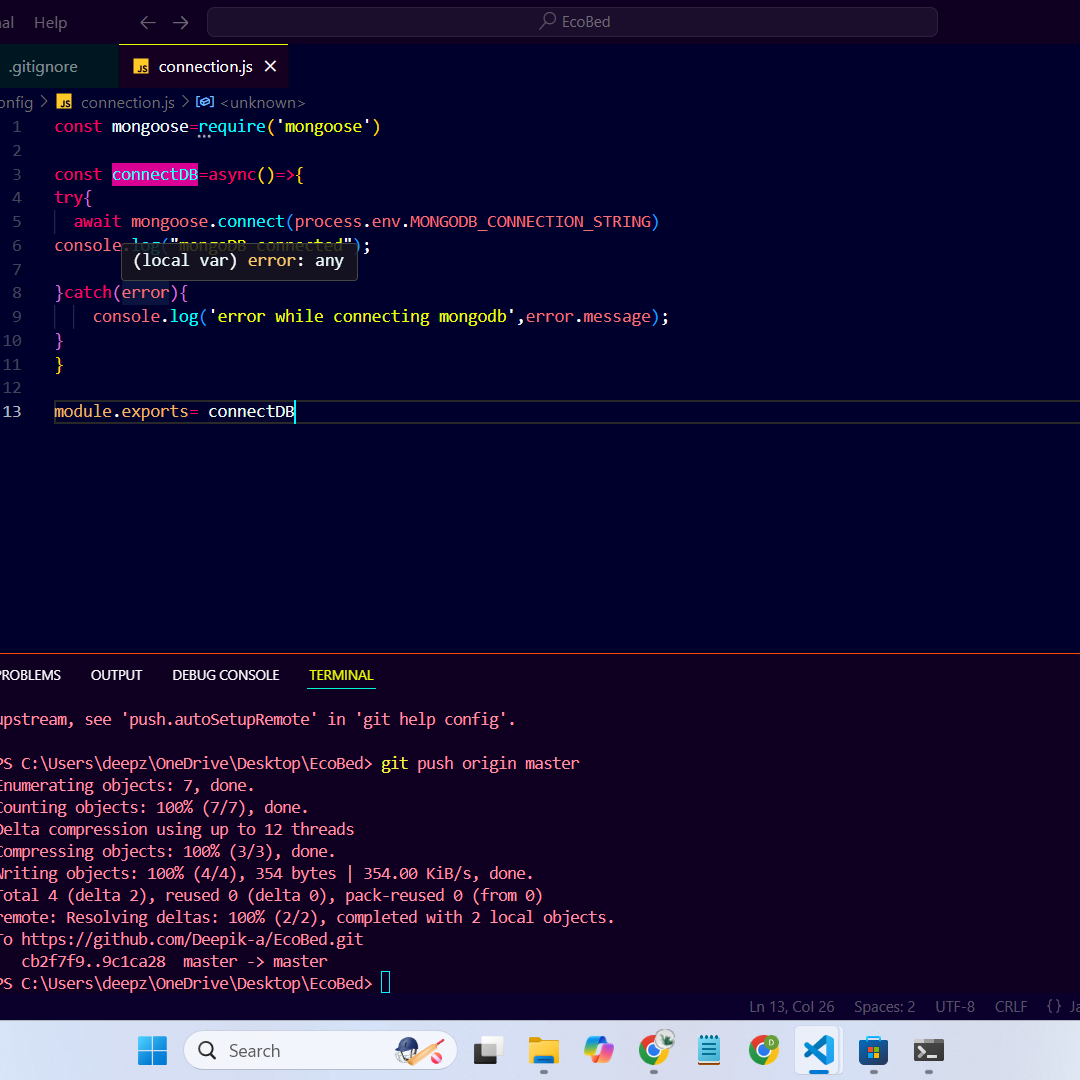 al Help
EcoBed
.gitignore
JS connection.js
onfig > JS connection.js > <unknown>
1 const mongoose=require('mongoose')
2
3 const connectDB=async()=>{
4 try{
5 await mongoose.connect(process.env.MONGODB_CONNECTION_STRING)
6 console.log("mongoDB connected");
(local var) error: any
7
8 }catch(error){
9 console.log('error while connecting mongodb',error.message);
10 }
11 }
12
13 module.exports= connectDB
PROBLEMS OUTPUT DEBUG CONSOLE TERMINAL
upstream, see 'push.autoSetupRemote' in 'git help config'.
PS C:\Users\deepz\OneDrive\Desktop\EcoBed> git push origin master
Enumerating objects: 7, done.
Counting objects: 100% (7/7), done.
Delta compression using up to 12 threads
Compressing objects: 100% (3/3), done.
Writing objects: 100% (4/4), 354 bytes | 354.00 KiB/s, done.
Total 4 (delta 2), reused 0 (delta 0), pack-reused 0 (from 0)
remote: Resolving deltas: 100% (2/2), completed with 2 local objects.
To https://github.com/Deepik-a/EcoBed.git
cb2f7f9..9c1ca28 master -> master
PS C:\Users\deepz\OneDrive\Desktop\EcoBed>
Ln 13, Col 26 Spaces: 2 UTF-8 CRLF {} Ja
Search